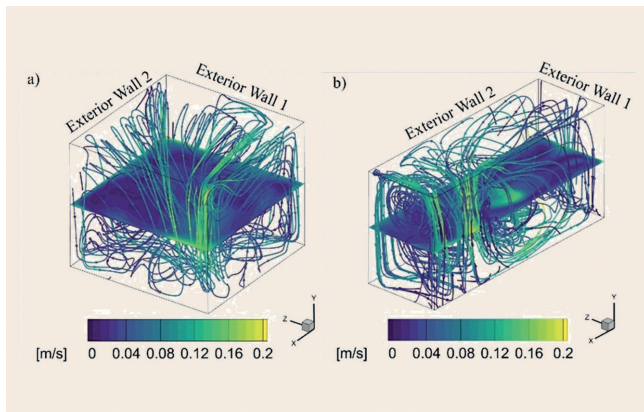 a)
Exterior Wall 2
Exterior Wall 1
b)
Exterior Wall 2
Exterior Wall 1
Y
Z
X
Y
Z
X
[m/s] 0 0.04 0.08 0.12 0.16 0.2
[m/s] 0 0.04 0.08 0.12 0.16 0.2